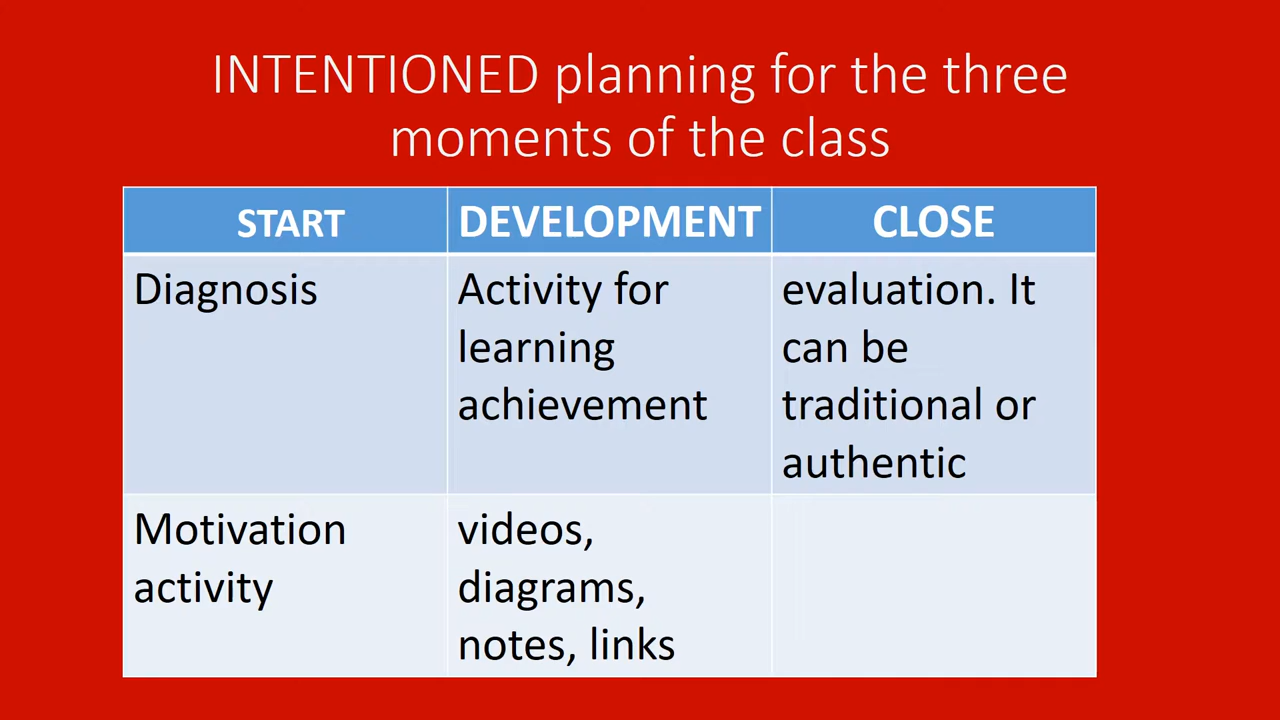 INTENTIONED planning for the three
moments of the class
START
DEVELOPMENT
CLOSE
Diagnosis
Activity for
learning
achievement
evaluation. It
can be
traditional or
authentic
Motivation
activity
videos,
diagrams,
notes, links